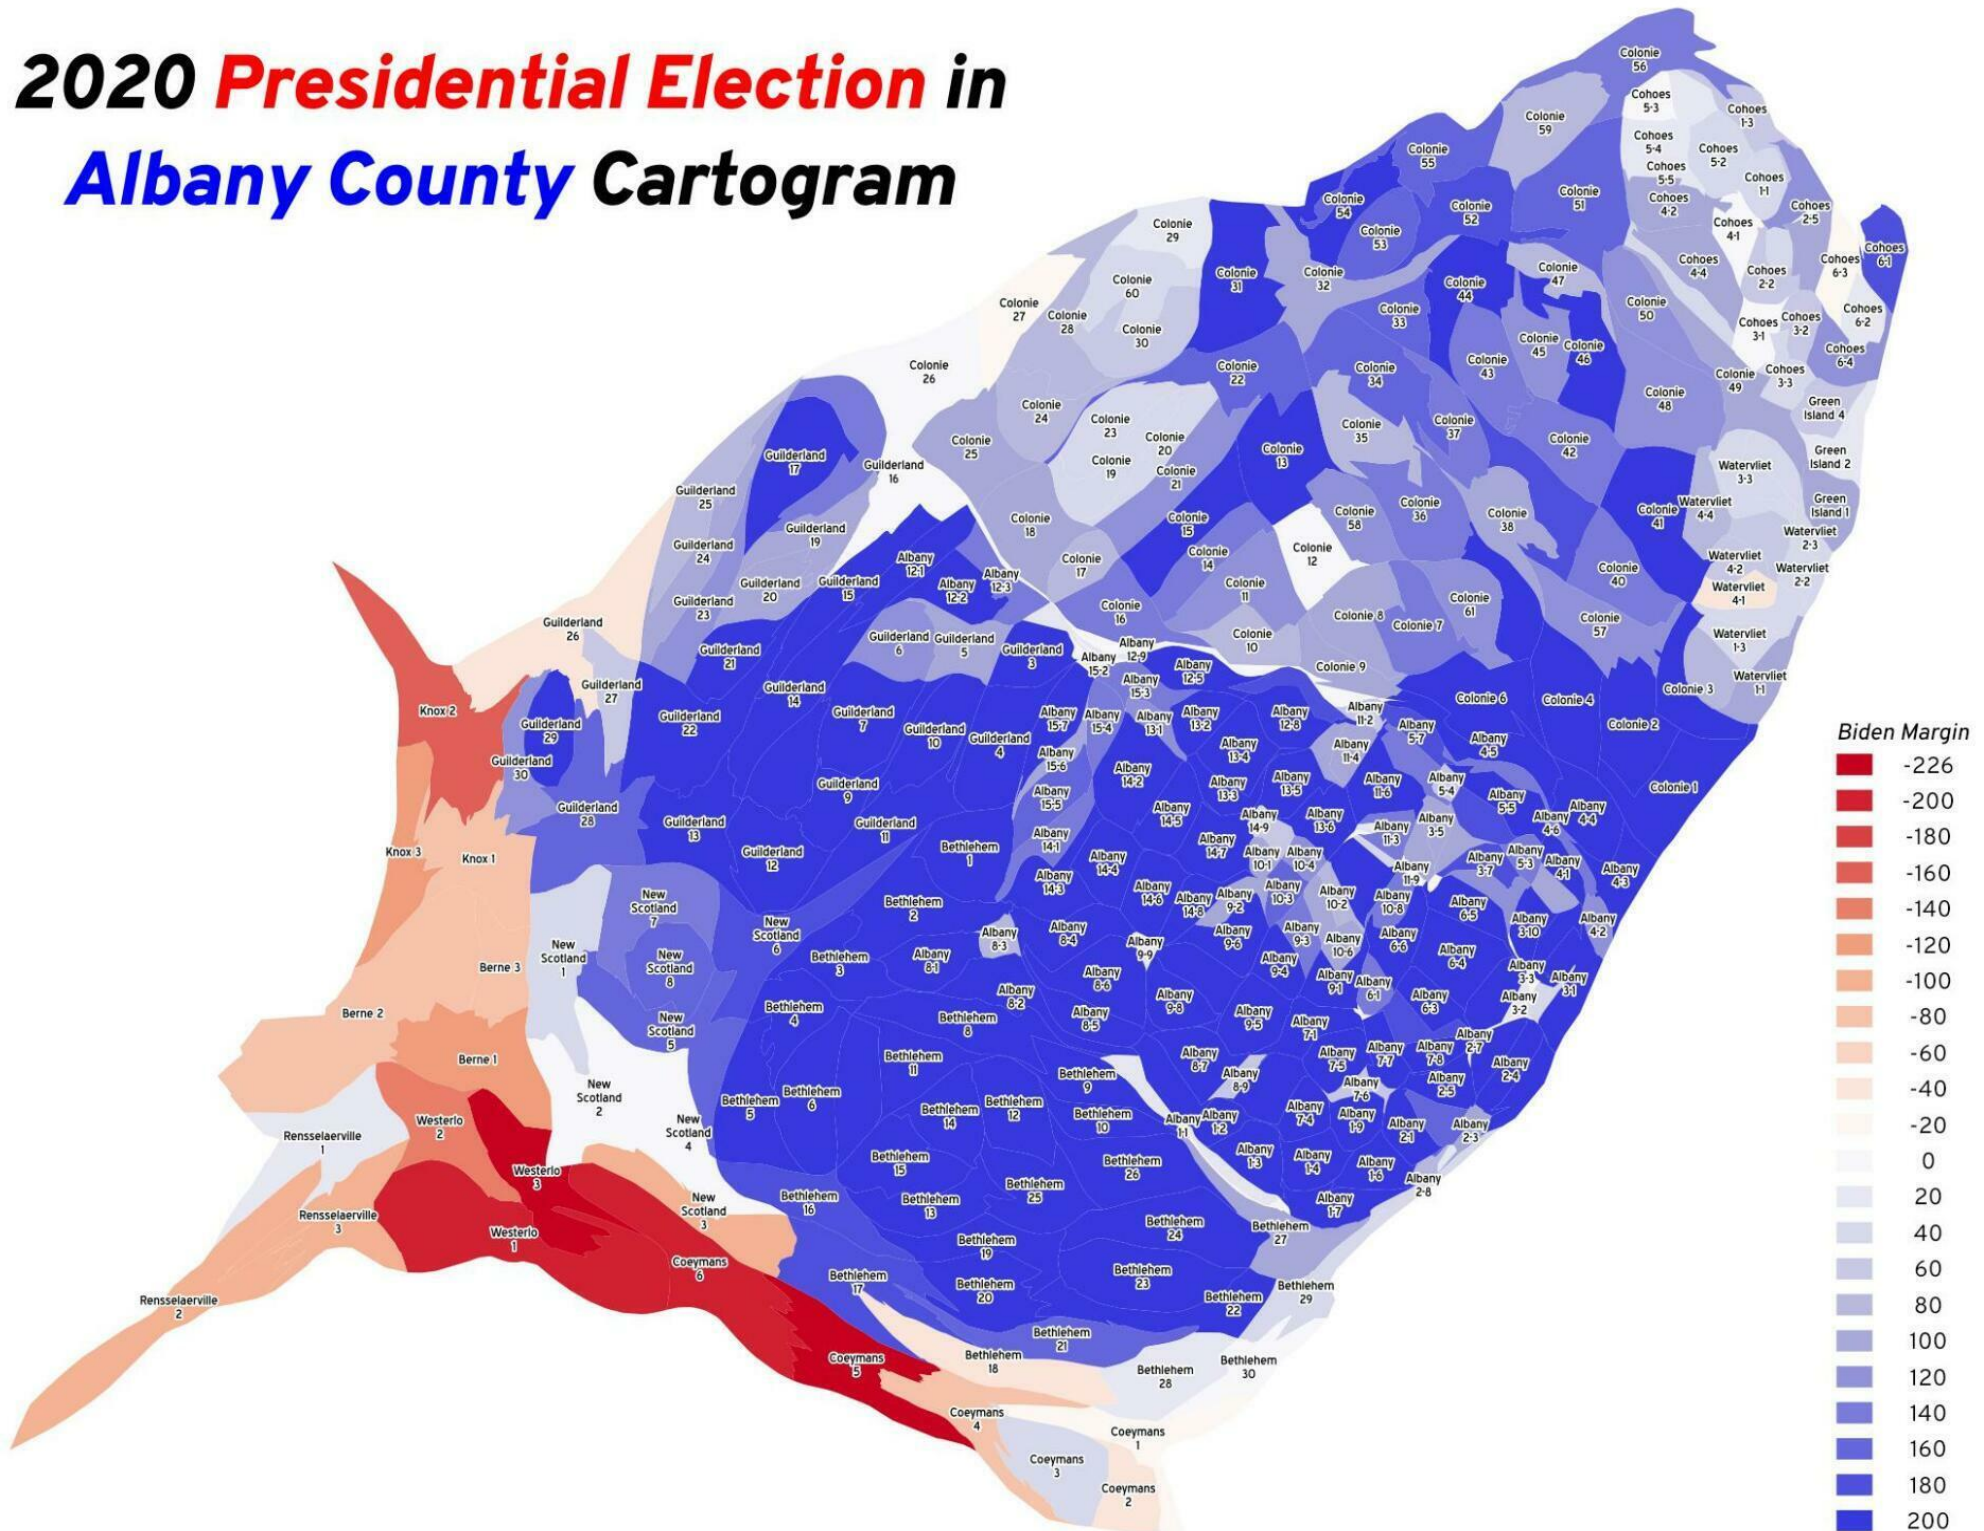 2020 Presidential Election in
Albany County Cartogram
Colonie
56
Cohoes
5-3
Cohoes
1-3
Colonie
59
Cohoes
5-4
Cohoes
5-2
Colonie
55
Cohoes
5-5
Cohoes
1-1
Colonie
54
Colonie
52
Colonie
51
Cohoes
4-2
Cohoes
2-5
Colonie
29
Colonie
53
Cohoes
4-1
Cohoes
6-1
Colonie
31
Colonie
32
Colonie
47
Cohoes
4-4
Cohoes
2-2
Cohoes
6-3
Colonie
60
Colonie
44
Colonie
27
Colonie
28
Colonie
30
Colonie
33
Colonie
50
Cohoes
3-1
Cohoes
3-2
Cohoes
6-2
Colonie
45
Colonie
46
Cohoes
6-4
Colonie
26
Colonie
22
Colonie
34
Colonie
43
Colonie
49
Cohoes
3-3
Colonie
24
Colonie
48
Green
Island 4
Colonie
25
Colonie
23
Colonie
20
Colonie
35
Colonie
37
Colonie
42
Guilderland
17
Guilderland
16
Colonie
19
Colonie
21
Colonie
13
Watervliet
3-3
Green
Island 2
Guilderland
25
Colonie
18
Colonie
15
Colonie
58
Colonie
36
Colonie
38
Colonie
41
Watervliet
4-4
Green
Island 1
Guilderland
19
Guilderland
24
Colonie
17
Colonie
14
Colonie
12
Watervliet
2-3
Guilderland
20
Guilderland
15
Albany
12-1
Albany
12-2
Albany
12-3
Colonie
11
Colonie
40
Watervliet
4-2
Watervliet
2-2
Guilderland
23
Colonie
16
Colonie 8
Colonie 7
Colonie
61
Colonie
57
Watervliet
4-1
Guilderland
26
Guilderland
21
Guilderland
6
Guilderland
5
Guilderland
3
Albany
15-2
Albany
12-9
Colonie
10
Watervliet
1-3
Guilderland
27
Guilderland
14
Albany
15-3
Albany
12-5
Colonie 9
Colonie 6
Colonie 4
Colonie 3
Watervliet
1-1
Knox 2
Guilderland
29
Guilderland
22
Guilderland
7
Guilderland
10
Guilderland
4
Albany
15-7
Albany
15-4
Albany
13-1
Albany
13-2
Albany
12-8
Albany
11-2
Albany
5-7
Colonie 2
Guilderland
30
Albany
15-6
Albany
14-2
Albany
13-4
Albany
11-4
Albany
4-5
Guilderland
28
Guilderland
9
Albany
15-5
Albany
13-3
Albany
13-5
Albany
11-6
Albany
5-4
Colonie 1
Guilderland
13
Guilderland
11
Albany
14-5
Albany
14-9
Albany
13-6
Albany
11-3
Albany
3-5
Albany
5-5
Albany
4-6
Albany
4-4
Knox 3
Knox 1
Guilderland
12
Bethlehem
1
Albany
14-1
Albany
14-4
Albany
14-7
Albany
10-1
Albany
10-4
Albany
11-9
Albany
3-7
Albany
5-3
Albany
4-1
Albany
4-3
New
Scotland
7
Bethlehem
2
Albany
14-3
Albany
14-6
Albany
14-8
Albany
9-2
Albany
10-3
Albany
10-2
Albany
10-8
Albany
6-5
Albany
3-10
Albany
4-2
New
Scotland
1
New
Scotland
8
New
Scotland
6
Bethlehem
3
Albany
8-1
Albany
8-3
Albany
8-4
Albany
9-9
Albany
9-6
Albany
9-3
Albany
10-6
Albany
6-6
Albany
6-4
Berne 3
Albany
8-6
Albany
9-4
Albany
9-1
Albany
6-1
Albany
3-3
Albany
3-1
Berne 2
New
Scotland
5
Bethlehem
4
Bethlehem
8
Albany
8-2
Albany
8-5
Albany
9-8
Albany
9-5
Albany
7-1
Albany
6-3
Albany
3-2
Berne 1
Bethlehem
11
Albany
8-7
Albany
7-5
Albany
7-7
Albany
7-8
Albany
2-7
Albany
2-4
New
Scotland
2
Bethlehem
5
Bethlehem
6
Bethlehem
14
Bethlehem
12
Bethlehem
9
Albany
8-9
Albany
7-6
Albany
2-5
Rensselaerville
1
Westerlo
2
New
Scotland
4
Bethlehem
10
Albany
1-1
Albany
1-2
Albany
7-4
Albany
1-9
Albany
2-1
Albany
2-3
Westerlo
3
Bethlehem
15
Bethlehem
26
Albany
1-3
Albany
1-4
Albany
1-6
Albany
2-8
Rensselaerville
3
New
Scotland
3
Bethlehem
16
Bethlehem
13
Bethlehem
25
Albany
1-7
Westerlo
1
Bethlehem
19
Bethlehem
24
Bethlehem
27
Coeymans
6
Bethlehem
17
Bethlehem
20
Bethlehem
23
Bethlehem
22
Bethlehem
29
Rensselaerville
2
Coeymans
5
Bethlehem
18
Bethlehem
21
Bethlehem
28
Bethlehem
30
Coeymans
4
Coeymans
1
Coeymans
3
Coeymans
2
Biden Margin
-226
-200
-180
-160
-140
-120
-100
-80
-60
-40
-20
0
20
40
60
80
100
120
140
160
180
200